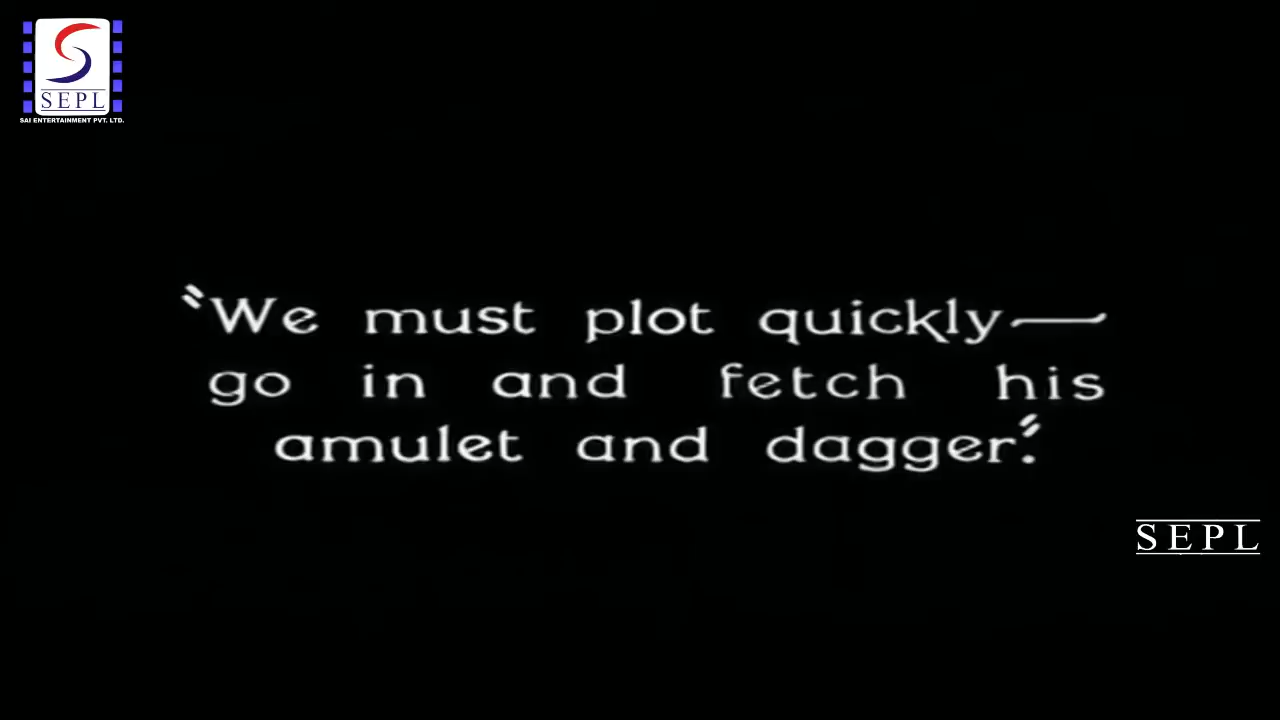 SEPL
SAI ENTERTAINMENT PVT. LTD.
"We must plot quickly—
go in and fetch his
amulet and dagger."
SEPL